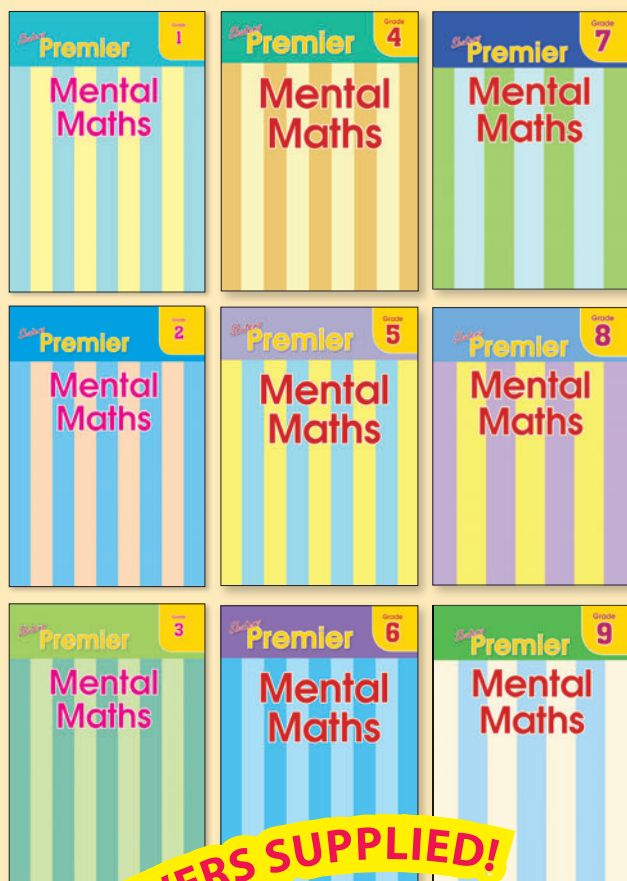 Grade
1
Premier
Mental
Maths
Grade
4
Premier
Mental
Maths
Grade
7
Premier
Mental
Maths
Grade
2
Premier
Mental
Maths
Grade
5
Premier
Mental
Maths
Grade
8
Premier
Mental
Maths
Grade
3
Premier
Mental
Maths
Grade
6
Premier
Mental
Maths
Grade
9
Premier
Mental
Maths
SUPPLIED!